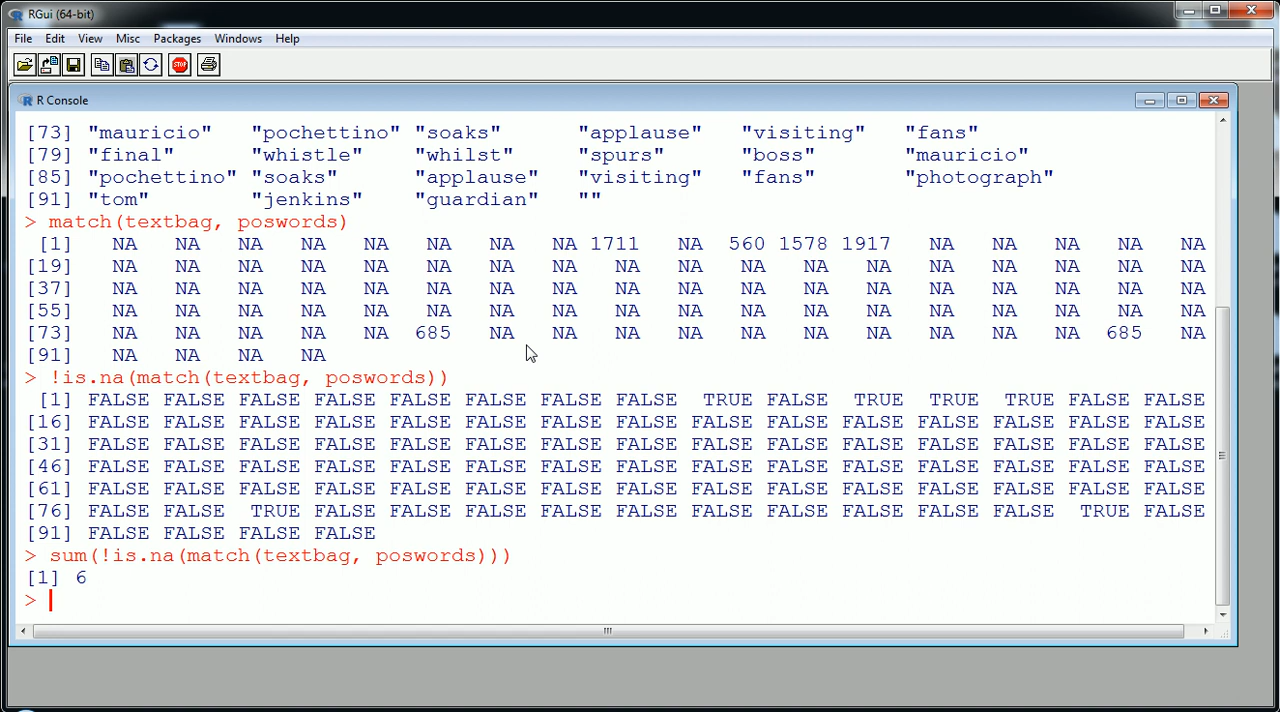 RGui (64-bit)
File Edit View Misc Packages Windows Help
STOP
R Console
[73] "mauricio" "pochettino" "soaks" "applause" "visiting" "fans"
[79] "final" "whistle" "whilst" "spurs" "boss" "mauricio"
[85] "pochettino" "soaks" "applause" "visiting" "fans" "photograph"
[91] "tom" "jenkins" "guardian" ""
> match(textbag, poswords)
[1] NA NA NA NA NA NA NA NA 1711 NA 560 1578 1917 NA NA NA NA NA
[19] NA NA NA NA NA NA NA NA NA NA NA NA NA NA NA NA NA NA
[37] NA NA NA NA NA NA NA NA NA NA NA NA NA NA NA NA NA NA
[55] NA NA NA NA NA NA NA NA NA NA NA NA NA NA NA NA NA NA
[73] NA NA NA NA NA 685 NA NA NA NA NA NA NA NA NA NA 685 NA
[91] NA NA NA NA
> !is.na(match(textbag, poswords))
[1] FALSE FALSE FALSE FALSE FALSE FALSE FALSE FALSE TRUE FALSE TRUE TRUE TRUE FALSE FALSE
[16] FALSE FALSE FALSE FALSE FALSE FALSE FALSE FALSE FALSE FALSE FALSE FALSE FALSE FALSE FALSE
[31] FALSE FALSE FALSE FALSE FALSE FALSE FALSE FALSE FALSE FALSE FALSE FALSE FALSE FALSE FALSE
[46] FALSE FALSE FALSE FALSE FALSE FALSE FALSE FALSE FALSE FALSE FALSE FALSE FALSE FALSE FALSE
[61] FALSE FALSE FALSE FALSE FALSE FALSE FALSE FALSE FALSE FALSE FALSE FALSE FALSE FALSE FALSE
[76] FALSE FALSE TRUE FALSE FALSE FALSE FALSE FALSE FALSE FALSE FALSE FALSE FALSE TRUE FALSE
[91] FALSE FALSE FALSE FALSE
> sum(!is.na(match(textbag, poswords)))
[1] 6
>